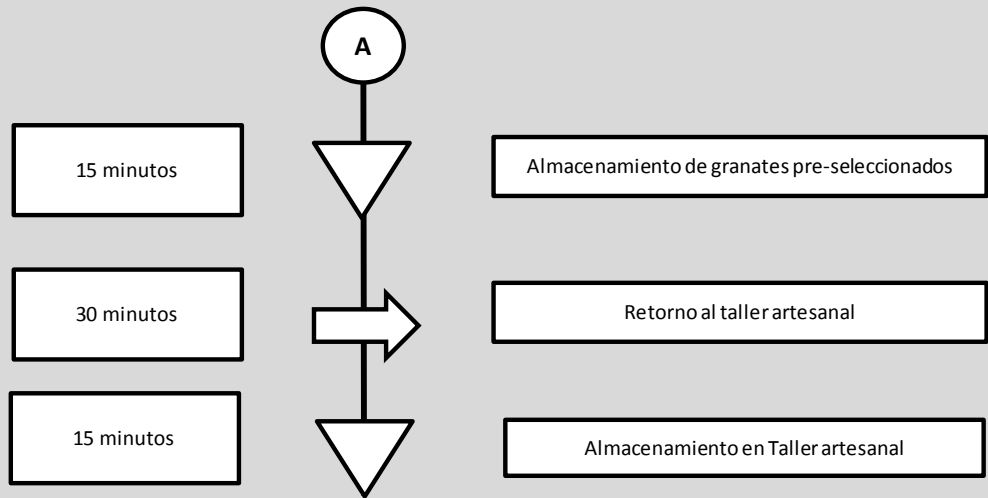 A
15 minutos
Almacenamiento de granates pre-seleccionados
30 minutos
Retorno al taller artesanal
15 minutos
Almacenamiento en Taller artesanal